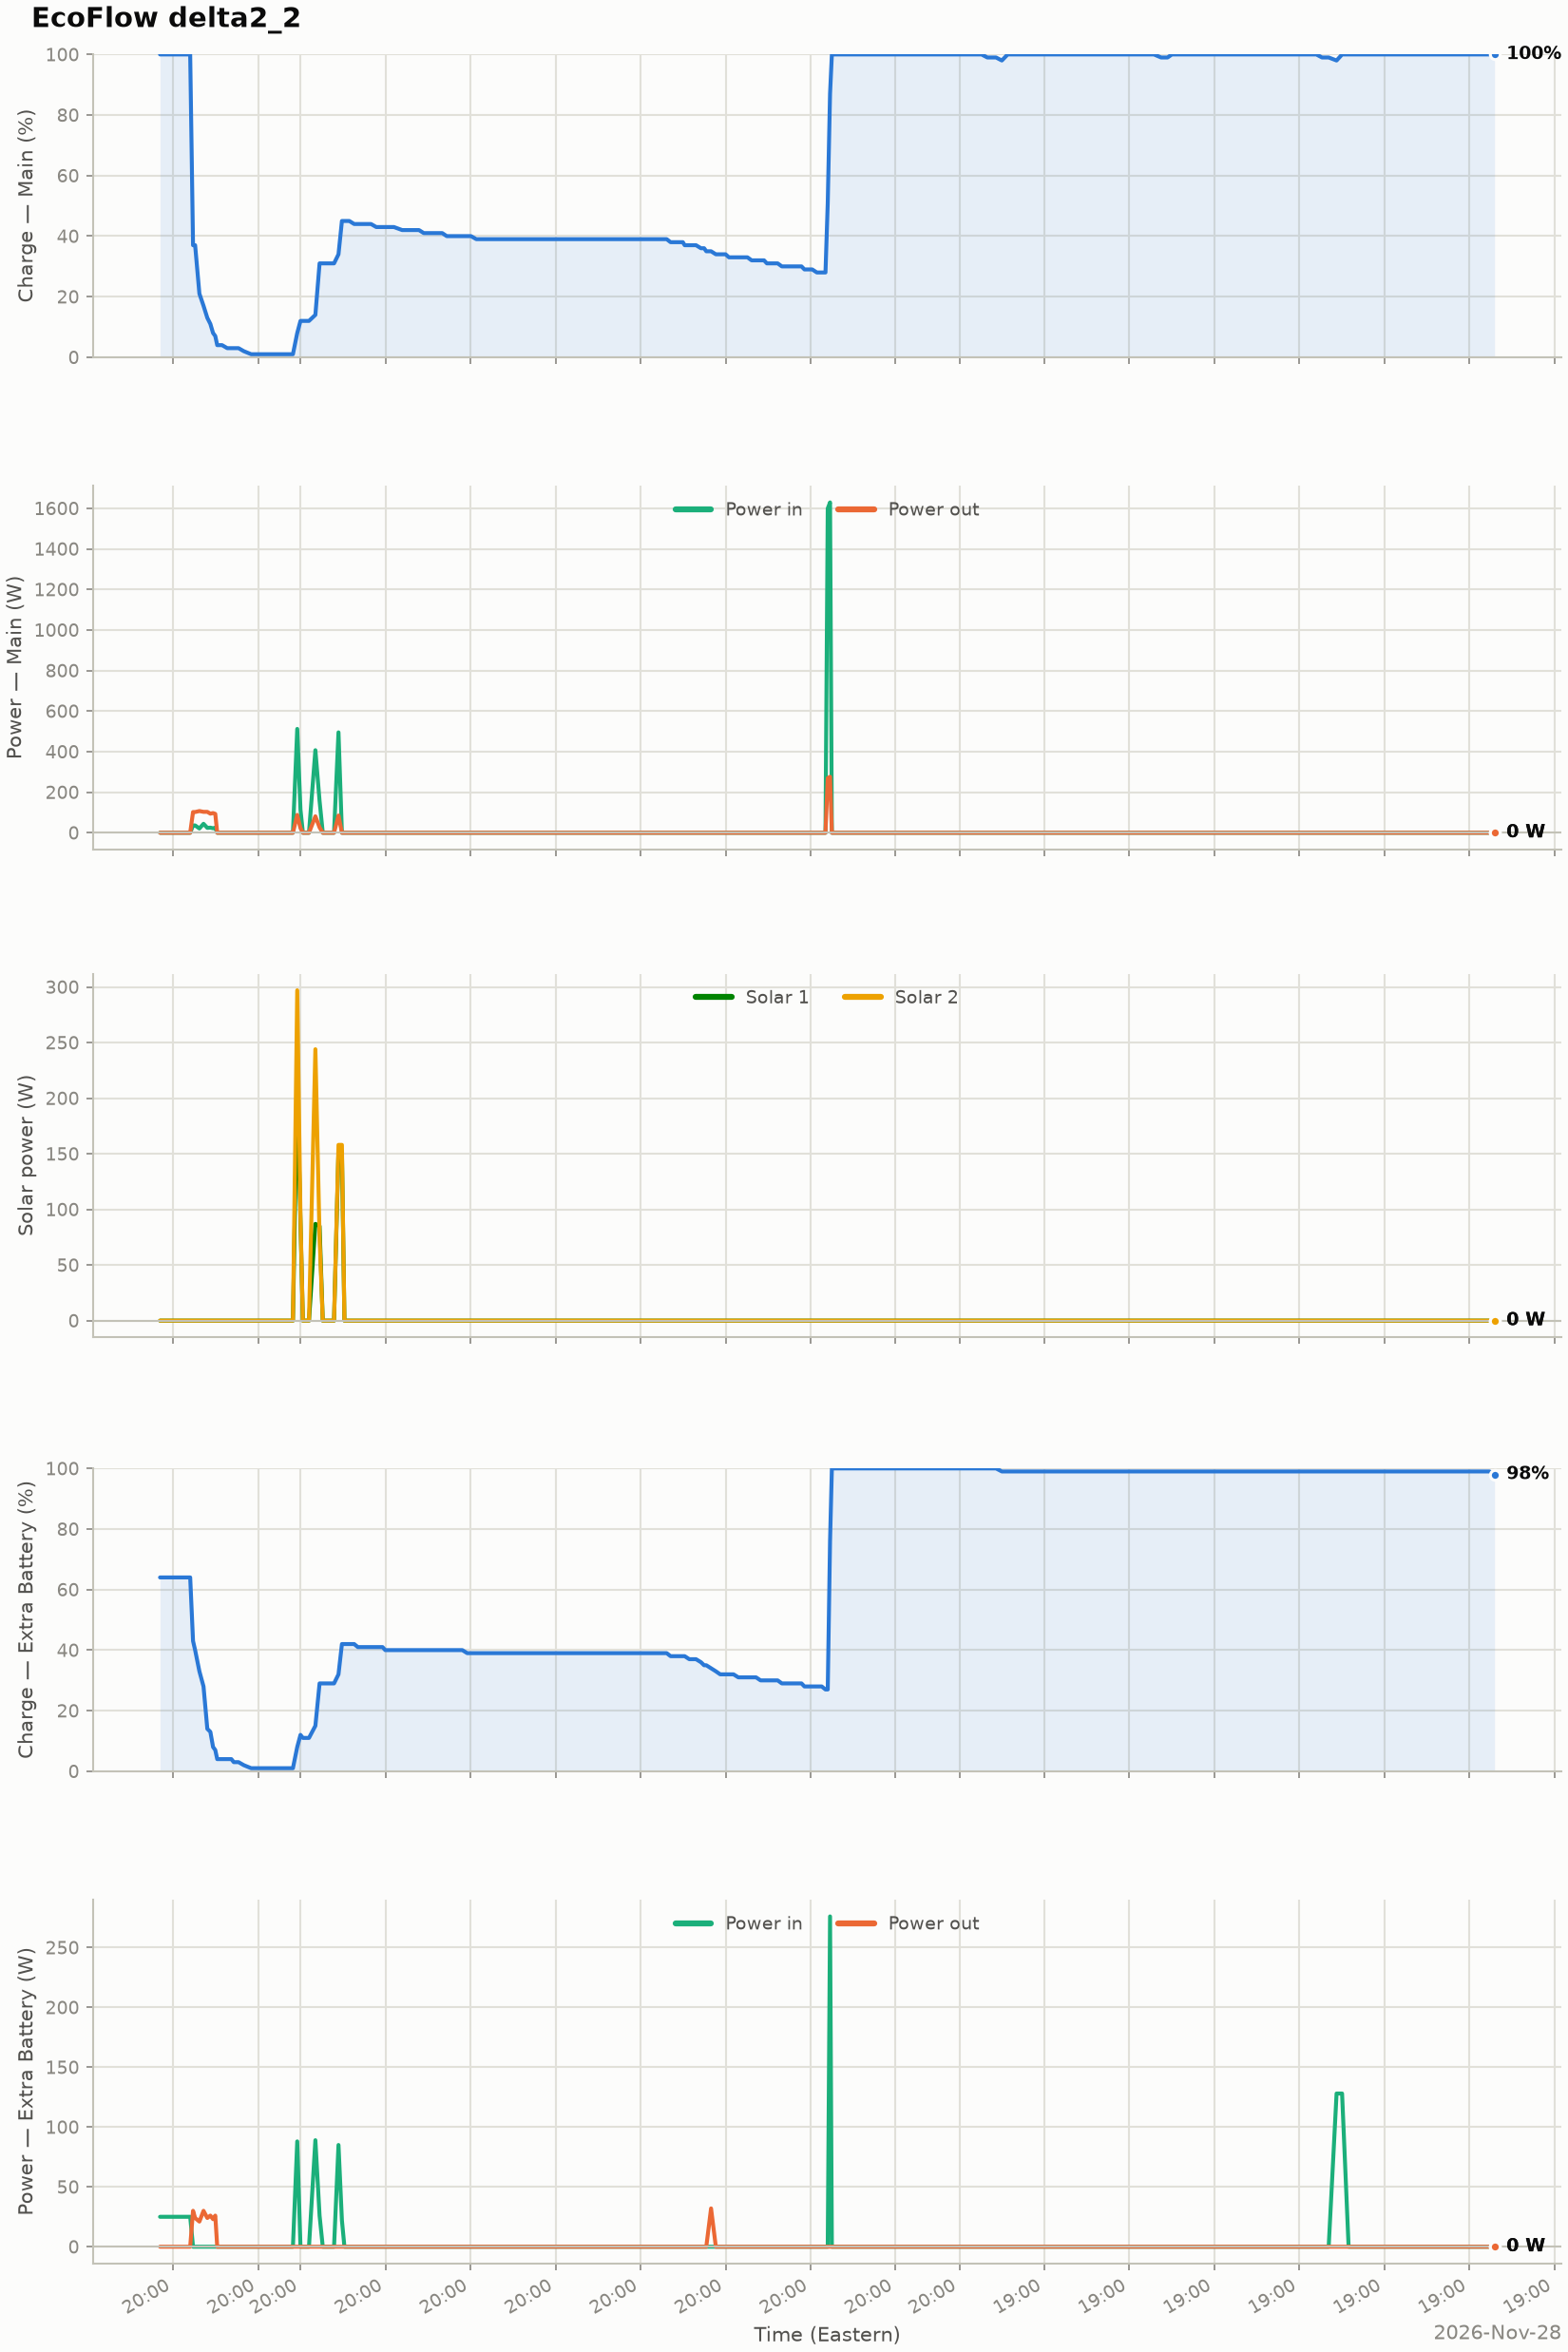 EcoFlow delta2_2
100
80
60
40
20
0
Charge — Main (%)
100%
1600
1400
1200
1000
800
600
400
200
0
Power — Main (W)
Power in Power out
0 W
300
250
200
150
100
50
0
Solar power (W)
Solar 1 Solar 2
0 W
100
80
60
40
20
0
Charge — Extra Battery (%)
98%
250
200
150
100
50
0
Power — Extra Battery (W)
Power in Power out
0 W
20:00 20:00 20:00 20:00 20:00 20:00 20:00 20:00 20:00 20:00 20:00 19:00 19:00 19:00 19:00 19:00 19:00 19:00
Time (Eastern)
2026-Nov-28